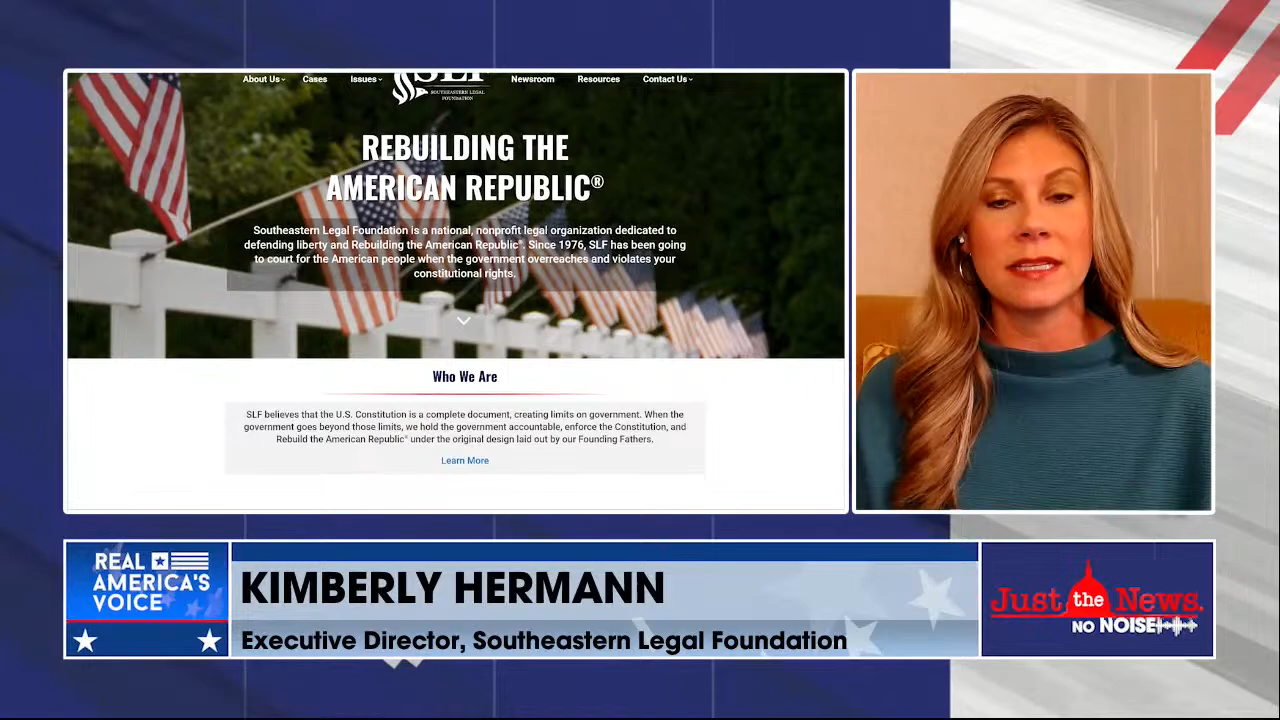 About Us Cases Issues SLF Newsroom Resources Contact Us
SOUTHEASTERN LEGAL
FOUNDATION
REBUILDING THE
AMERICAN REPUBLIC®
Southeastern Legal Foundation is a national, nonprofit legal organization dedicated to
defending liberty and Rebuilding the American Republic®. Since 1976, SLF has been going
to court for the American people when the government overreaches and violates your
constitutional rights.
Who We Are
SLF believes that the U.S. Constitution is a complete document, creating limits on government. When the
government goes beyond those limits, we hold the government accountable, enforce the Constitution, and
Rebuild the American Republic® under the original design laid out by our Founding Fathers.
Learn More
REAL
AMERICA'S
VOICE
KIMBERLY HERMANN
Executive Director, Southeastern Legal Foundation
Just the News.
NO NOISE